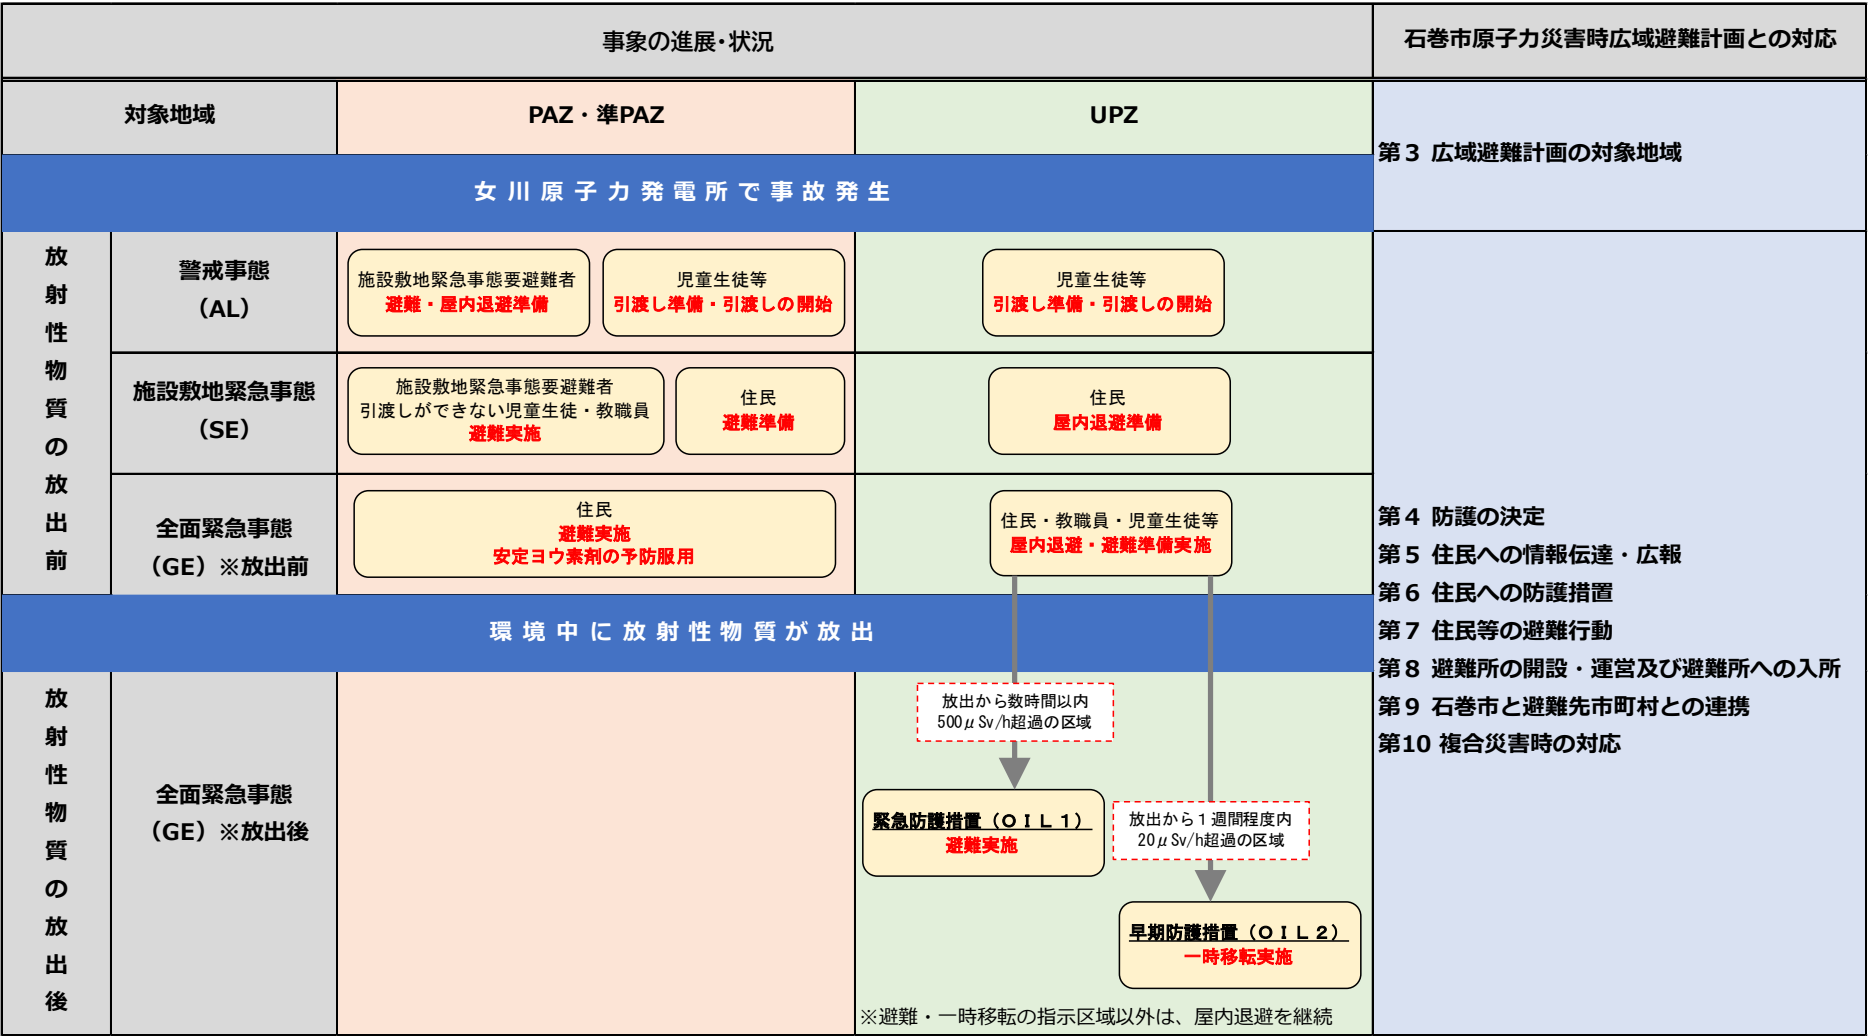 事象の進展・状況
石巻市原子力災害時広域避難計画との対応
対象地域
PAZ・準PAZ
UPZ
第3 広域避難計画の対象地域
女川原子力発電所で事故発生
放射性物質の放出前
警戒事態
（AL）
施設敷地緊急事態要避難者
避難・屋内退避準備
児童生徒等
引渡し準備・引渡しの開始
児童生徒等
引渡し準備・引渡しの開始
施設敷地緊急事態
（SE）
施設敷地緊急事態要避難者
引渡しができない児童生徒・教職員
避難実施
住民
避難準備
住民
屋内退避準備
全面緊急事態
（GE）※放出前
住民
避難実施
安定ヨウ素剤の予防服用
住民・教職員・児童生徒等
屋内退避・避難準備実施
第4 防護の決定
第5 住民への情報伝達・広報
第6 住民への防護措置
第7 住民等の避難行動
第8 避難所の開設・運営及び避難所への入所
第9 石巻市と避難先市町村との連携
第10 複合災害時の対応
環境中に放射性物質が放出
放射性物質の放出後
全面緊急事態
（GE）※放出後
放出から数時間以内
500μSv/h超過の区域
緊急防護措置（ＯＩＬ１）
避難実施
放出から１週間程度内
20μSv/h超過の区域
早期防護措置（ＯＩＬ２）
一時移転実施
※避難・一時移転の指示区域以外は、屋内退避を継続